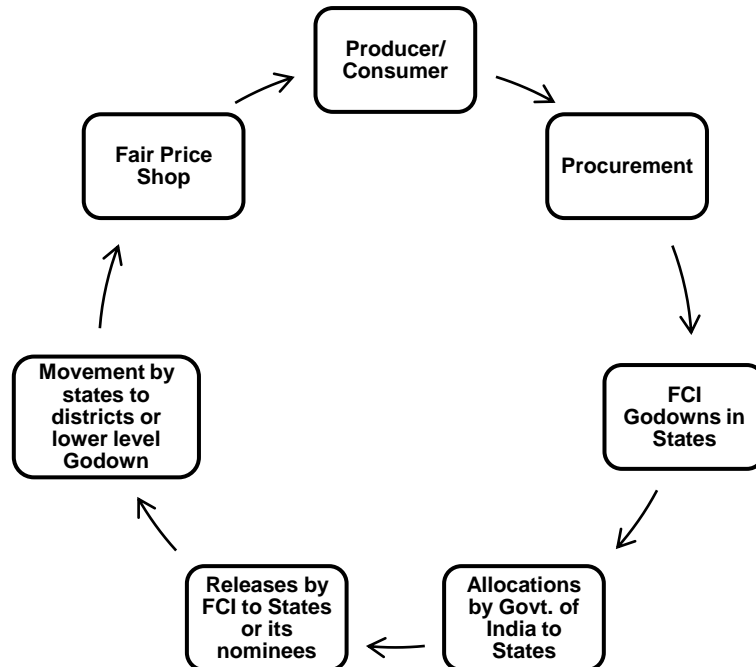 Producer/
Consumer
Procurement
FCI
Godowns in
States
Allocations
by Govt. of
India to
States
Releases by
FCI to States
or its
nominees
Movement by
states to
districts or
lower level
Godown
Fair Price
Shop